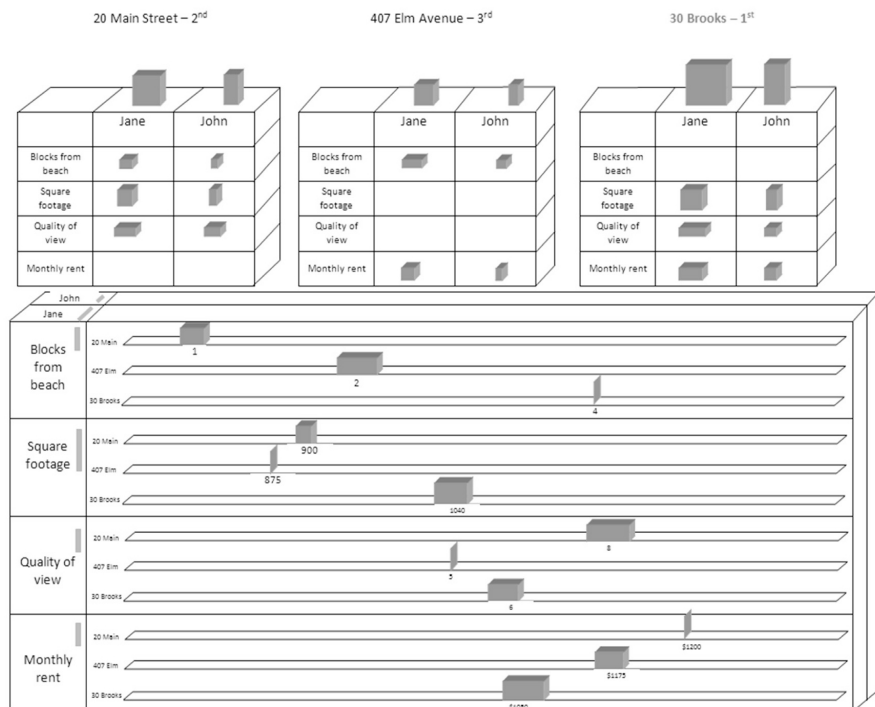 20 Main Street – 2nd
407 Elm Avenue – 3rd
30 Brooks – 1st
Jane John
Blocks from
beach
Square
footage
Quality of
view
Monthly rent
Jane John
Blocks from
beach
Square
footage
Quality of
view
Monthly rent
Jane John
Blocks from
beach
Square
footage
Quality of
view
Monthly rent
John
Jane
Blocks
from
beach
20 Main
1
407 Elm
2
30 Brooks
4
Square
footage
20 Main
900
407 Elm
875
30 Brooks
1040
Quality of
view
20 Main
8
407 Elm
5
30 Brooks
6
Monthly
rent
20 Main
$1200
407 Elm
$1175
30 Brooks